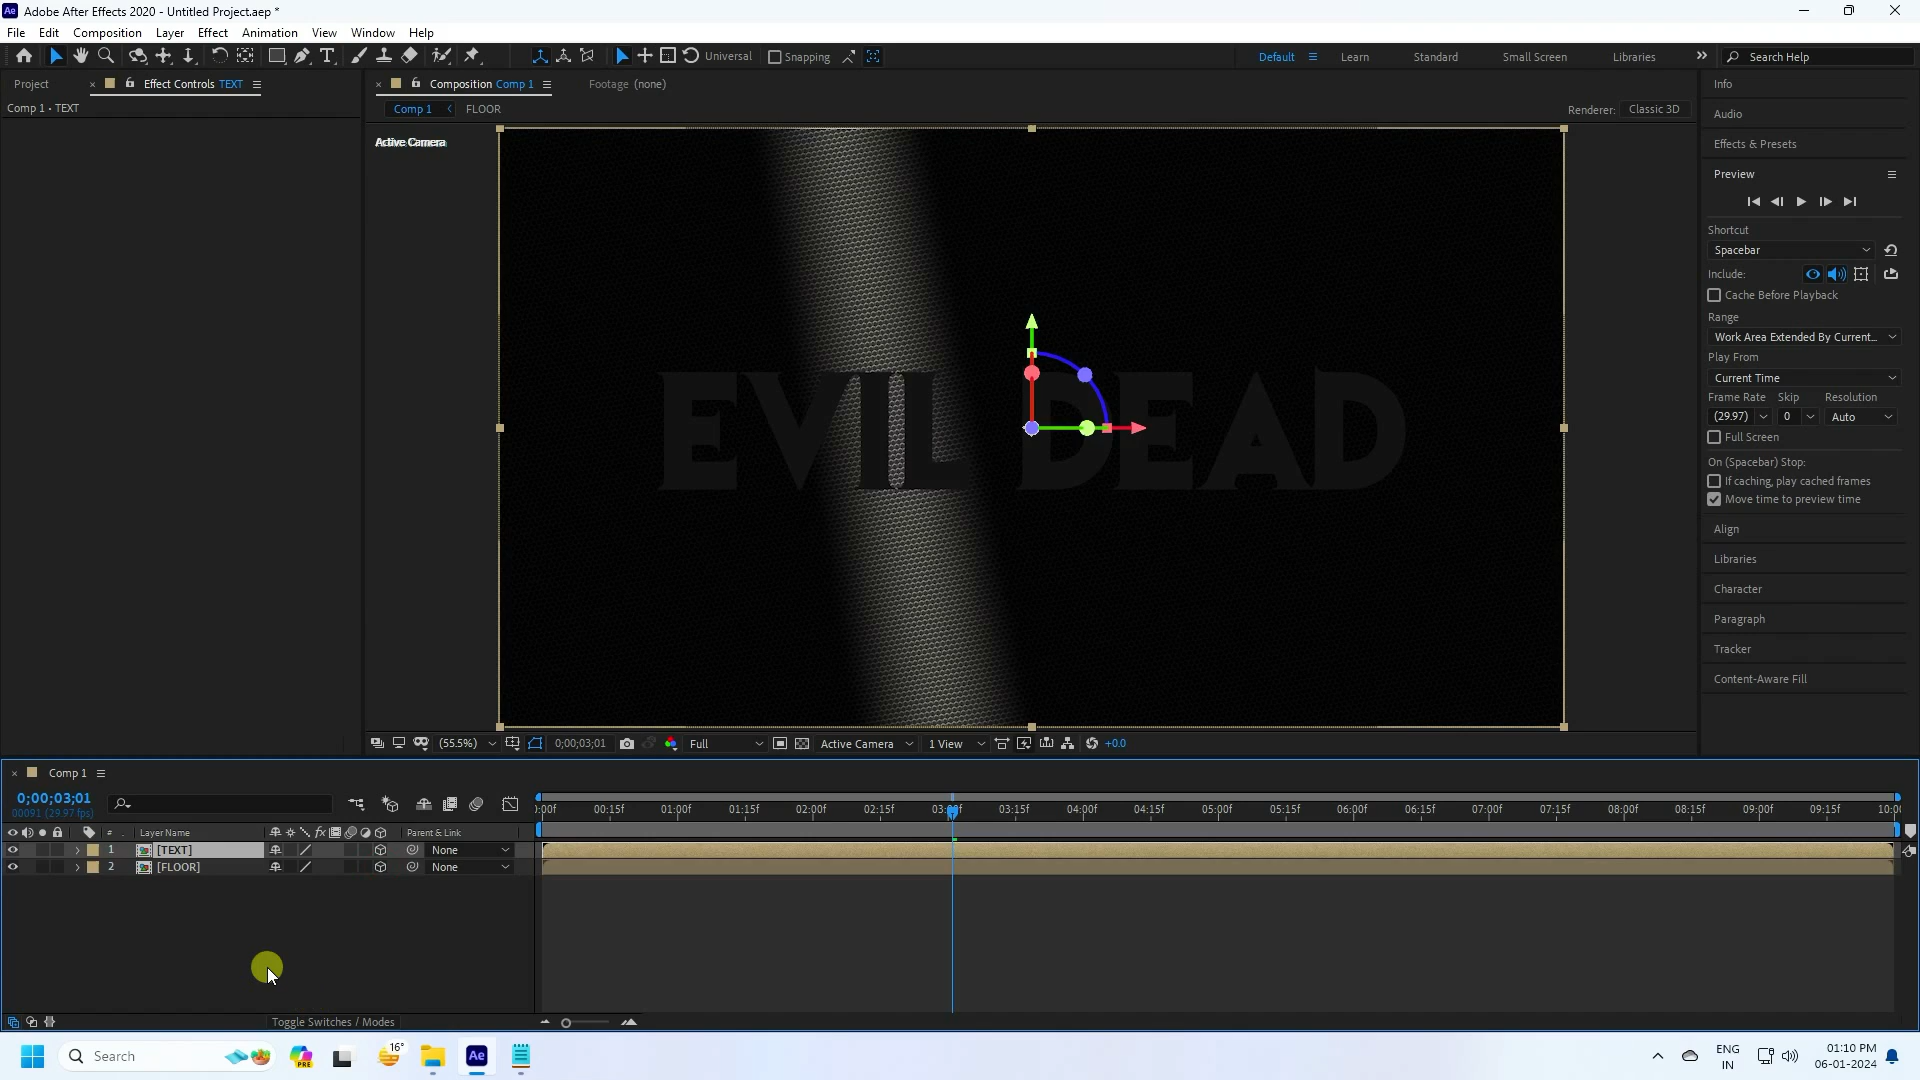 Adobe After Effects 2020 - Untitled Project.aep *
File Edit Composition Layer Effect Animation View Window Help
Universal Snapping Default Learn Standard Small Screen Libraries Search Help
Project Effect Controls TEXT Composition Comp 1 Footage (none) Info
Comp 1 • TEXT Comp 1 FLOOR Renderer: Classic 3D
Audio
Active Camera
Effects & Presets
Preview
Shortcut
Spacebar
Include:
Cache Before Playback
Range
Work Area Extended By Current...
Play From
Current Time
Frame Rate Skip Resolution
(29.97) 0 Auto
Full Screen
On (Spacebar) Stop:
If caching, play cached frames
Move time to preview time
EVIL DEAD
Align
Libraries
Character
Paragraph
Tracker
Content-Aware Fill
(55.5%) 0;00;03;01 Full Active Camera 1 View +0.0
Comp 1
0;00;03;01
00091 (29.97 fps)
):00f 00:15f 01:00f 01:15f 02:00f 02:15f 03:00f 03:15f 04:00f 04:15f 05:00f 05:15f 06:00f 06:15f 07:00f 07:15f 08:00f 08:15f 09:00f 09:15f 10:0(
# Layer Name fx Parent & Link
1 [TEXT] None
2 [FLOOR] None
Toggle Switches / Modes
Search PRE 16° Ae ENG IN 01:10 PM 06-01-2024